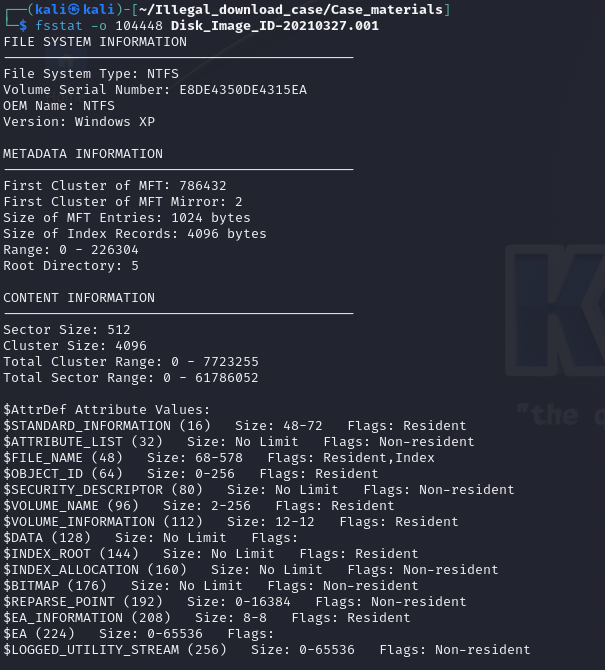 ┌──(kali㉿kali)-[~/Illegal_download_case/Case_materials]
└─$ fsstat -o 104448 Disk_Image_ID-20210327.001
FILE SYSTEM INFORMATION
--------------------------------------------
File System Type: NTFS
Volume Serial Number: E8DE4350DE4315EA
OEM Name: NTFS
Version: Windows XP

METADATA INFORMATION
--------------------------------------------
First Cluster of MFT: 786432
First Cluster of MFT Mirror: 2
Size of MFT Entries: 1024 bytes
Size of Index Records: 4096 bytes
Range: 0 - 226304
Root Directory: 5

CONTENT INFORMATION
--------------------------------------------
Sector Size: 512
Cluster Size: 4096
Total Cluster Range: 0 - 7723255
Total Sector Range: 0 - 61786052

$AttrDef Attribute Values:
$STANDARD_INFORMATION (16)   Size: 48-72   Flags: Resident
$ATTRIBUTE_LIST (32)   Size: No Limit   Flags: Non-resident
$FILE_NAME (48)   Size: 68-578   Flags: Resident,Index
$OBJECT_ID (64)   Size: 0-256   Flags: Resident
$SECURITY_DESCRIPTOR (80)   Size: No Limit   Flags: Non-resident
$VOLUME_NAME (96)   Size: 2-256   Flags: Resident
$VOLUME_INFORMATION (112)   Size: 12-12   Flags: Resident
$DATA (128)   Size: No Limit   Flags:
$INDEX_ROOT (144)   Size: No Limit   Flags: Resident
$INDEX_ALLOCATION (160)   Size: No Limit   Flags: Non-resident
$BITMAP (176)   Size: No Limit   Flags: Non-resident
$REPARSE_POINT (192)   Size: 0-16384   Flags: Non-resident
$EA_INFORMATION (208)   Size: 8-8   Flags: Resident
$EA (224)   Size: 0-65536   Flags:
$LOGGED_UTILITY_STREAM (256)   Size: 0-65536   Flags: Non-resident
K
"the